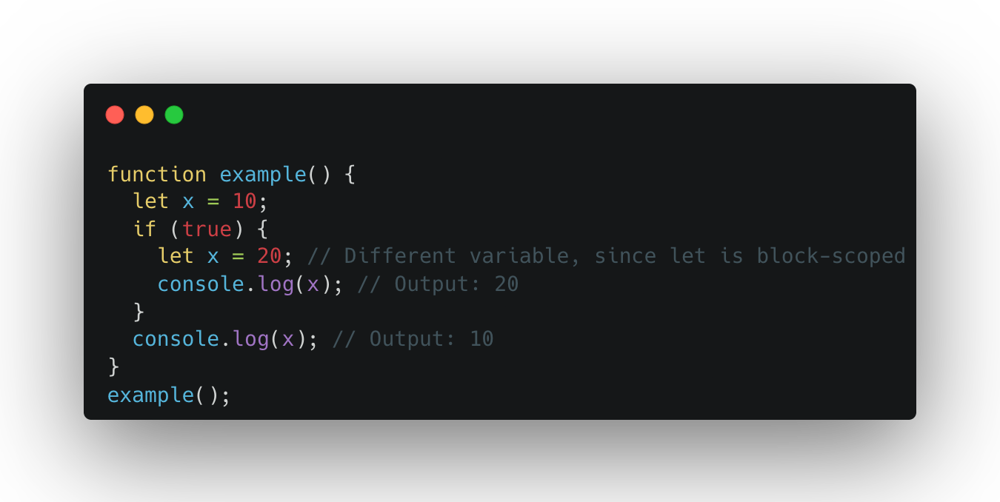 function example() {
  let x = 10;
  if (true) {
    let x = 20; // Different variable, since let is block-scoped
    console.log(x); // Output: 20
  }
  console.log(x); // Output: 10
}
example();